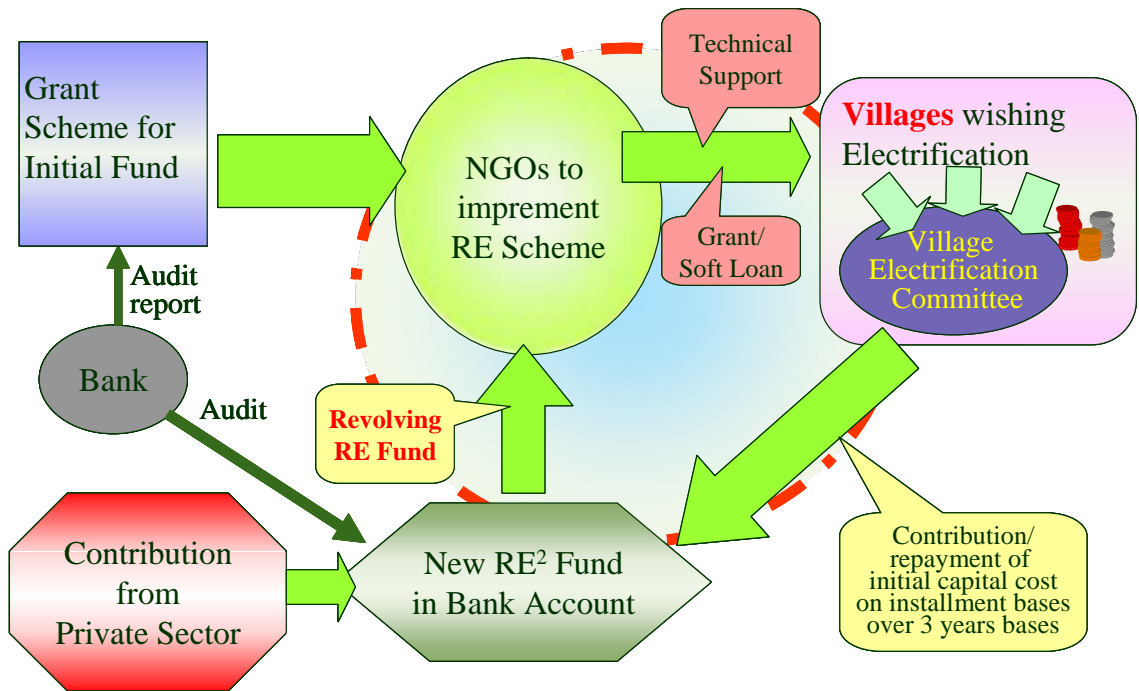 Grant
Scheme for
Initial Fund
Technical
Support
Villages wishing
Electrification
NGOs to
imprement
RE Scheme
Grant/
Soft Loan
Village
Electrification
Committee
Audit
report
Bank
Audit
Revolving
RE Fund
Contribution
from
Private Sector
New RE² Fund
in Bank Account
Contribution/
repayment of
initial capital cost
on installment bases
over 3 years bases